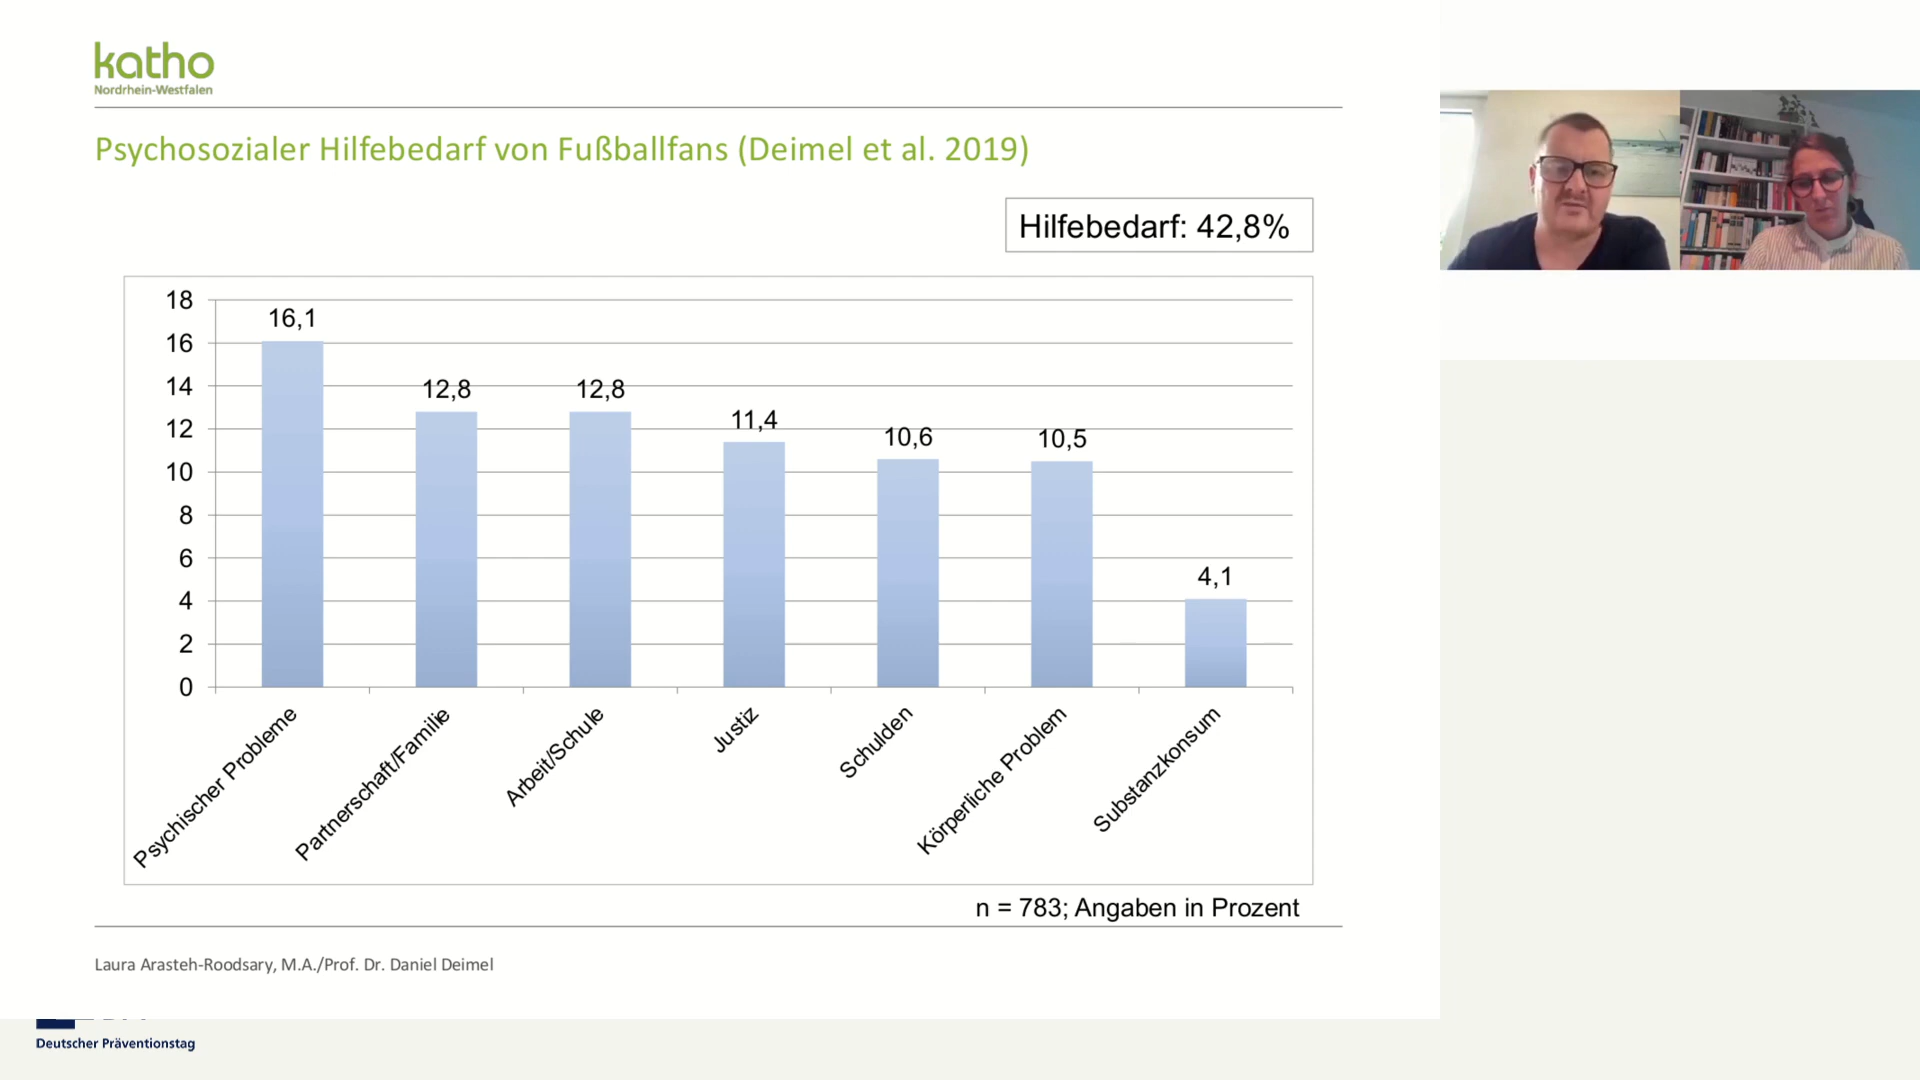 katho
Nordrhein-Westfalen
Psychosozialer Hilfebedarf von Fußballfans (Deimel et al. 2019)
Hilfebedarf: 42,8%
18
16
14
12
10
8
6
4
2
0
16,1
12,8
12,8
11,4
10,6
10,5
4,1
Psychischer Probleme
Partnerschaft/Familie
Arbeit/Schule
Justiz
Schulden
Körperliche Problem
Substanzkonsum
n = 783; Angaben in Prozent
Laura Arasteh-Roodsary, M.A./Prof. Dr. Daniel Deimel
Deutscher Präventionstag